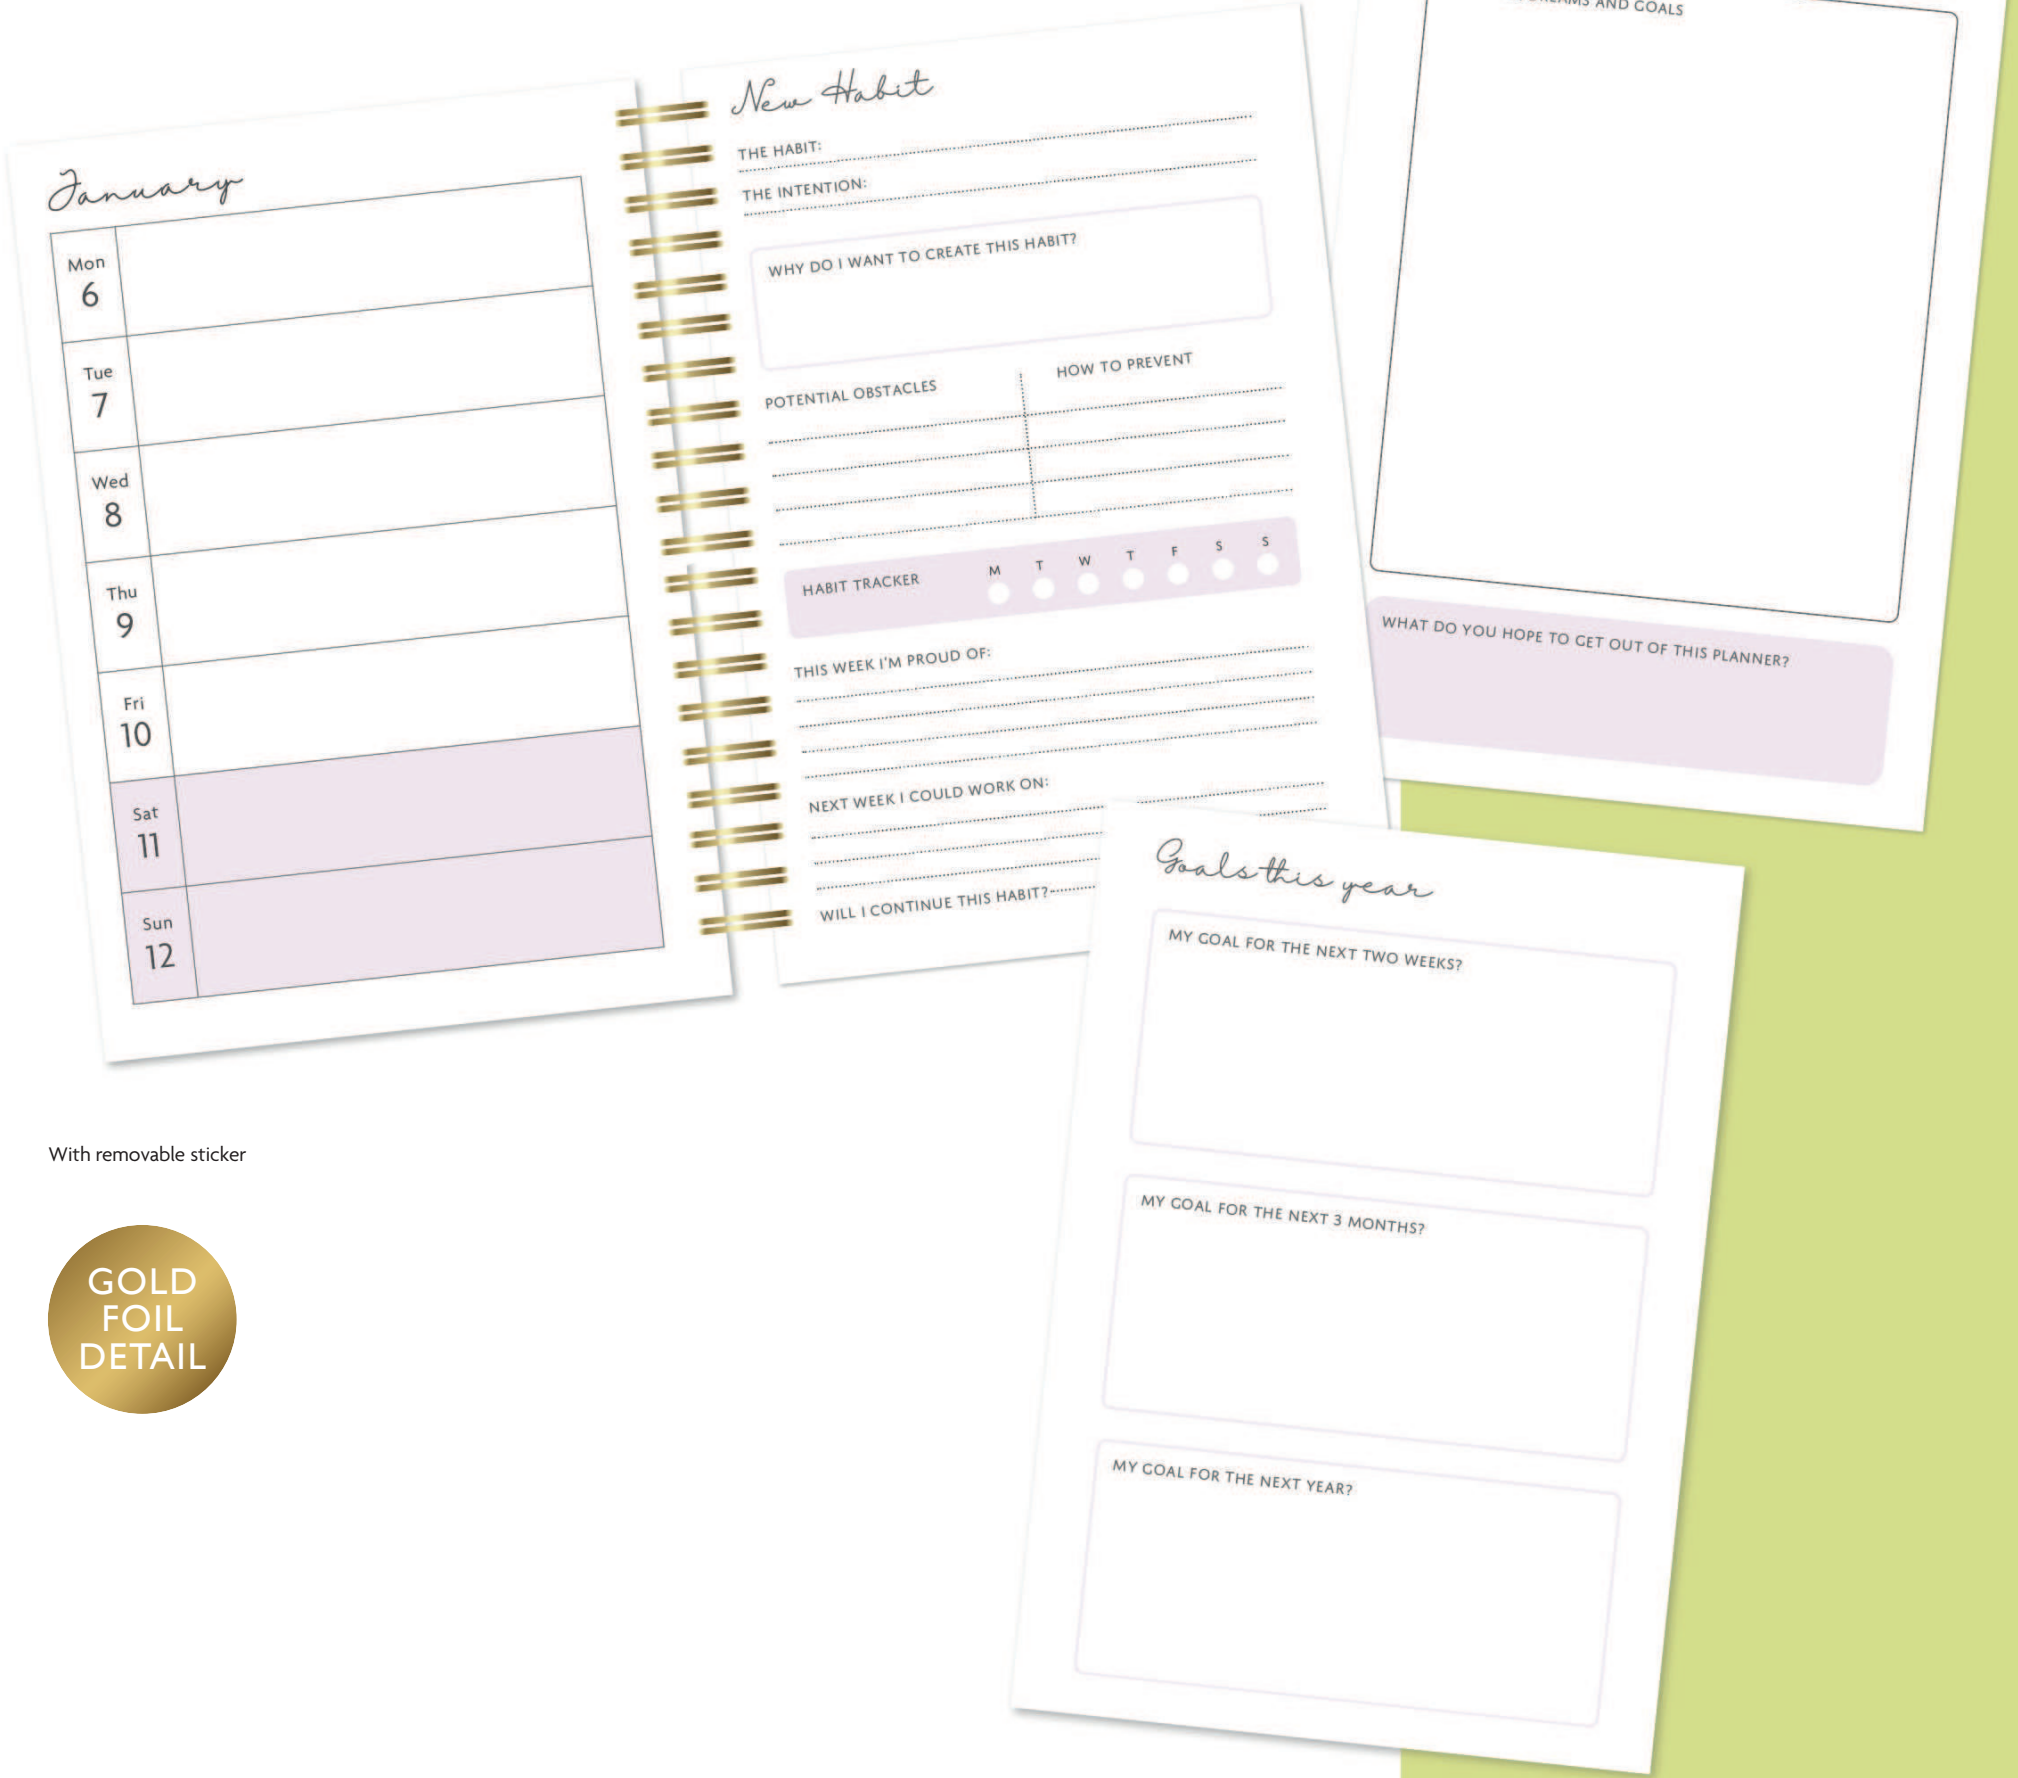 January
Mon
6
Tue
7
Wed
8
Thu
9
Fri
10
Sat
11
Sun
12
New Habit
THE HABIT:
THE INTENTION:
WHY DO I WANT TO CREATE THIS HABIT?
POTENTIAL OBSTACLES
HOW TO PREVENT
HABIT TRACKER
M T W T F S S
THIS WEEK I'M PROUD OF:
NEXT WEEK I COULD WORK ON:
WILL I CONTINUE THIS HABIT?
AND GOALS
WHAT DO YOU HOPE TO GET OUT OF THIS PLANNER?
Goals this year
MY GOAL FOR THE NEXT TWO WEEKS?
MY GOAL FOR THE NEXT 3 MONTHS?
MY GOAL FOR THE NEXT YEAR?
With removable sticker
GOLD
FOIL
DETAIL